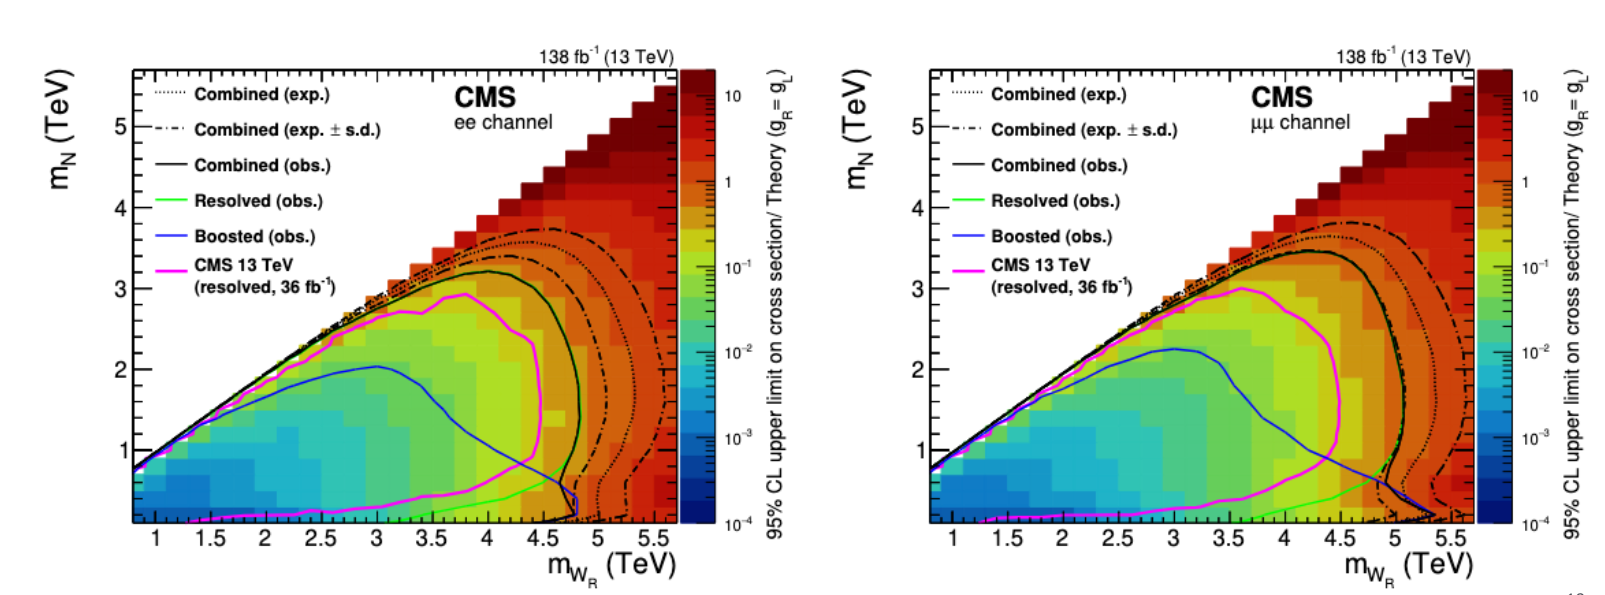 138 fb⁻¹ (13 TeV)
m_N (TeV)
Combined (exp.)
CMS
ee channel
Combined (exp. ± s.d.)
Combined (obs.)
Resolved (obs.)
Boosted (obs.)
CMS 13 TeV
(resolved, 36 fb⁻¹)
5
4
3
2
1
1 1.5 2 2.5 3 3.5 4 4.5 5 5.5
m_W_R (TeV)
10
1
10⁻¹
10⁻²
10⁻³
10⁻⁴
95% CL upper limit on cross section/ Theory (g_R= g_L)
138 fb⁻¹ (13 TeV)
m_N (TeV)
Combined (exp.)
CMS
μμ channel
Combined (exp. ± s.d.)
Combined (obs.)
Resolved (obs.)
Boosted (obs.)
CMS 13 TeV
(resolved, 36 fb⁻¹)
5
4
3
2
1
1 1.5 2 2.5 3 3.5 4 4.5 5 5.5
m_W_R (TeV)
10
1
10⁻¹
10⁻²
10⁻³
10⁻⁴
95% CL upper limit on cross section/ Theory (g_R= g_L)